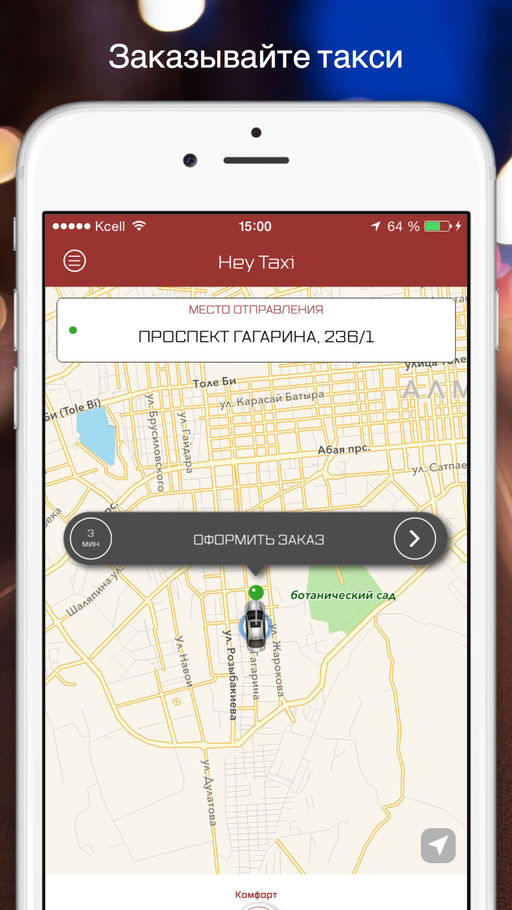 Заказывайте такси
Kcell
15:00
64 %
Hey Taxi
МЕСТО ОТПРАВЛЕНИЯ
ПРОСПЕКТ ГАГАРИНА, 236/1
улица Толе
АЛМ
Толе Би
Би (Tole Bi)
ул. Карасай Батыра
ул. Брусиловского
ул. Гайдара
Абая прс.
ул. Сатпае
рс.
3
мин
ОФОРМИТЬ ЗАКАЗ
Шаляпина ул.
ботанический сад
ул. Навои
ул. Розыбакиева
Гагарина
ул. Жарокова
ул. Дулатова
Комфорт